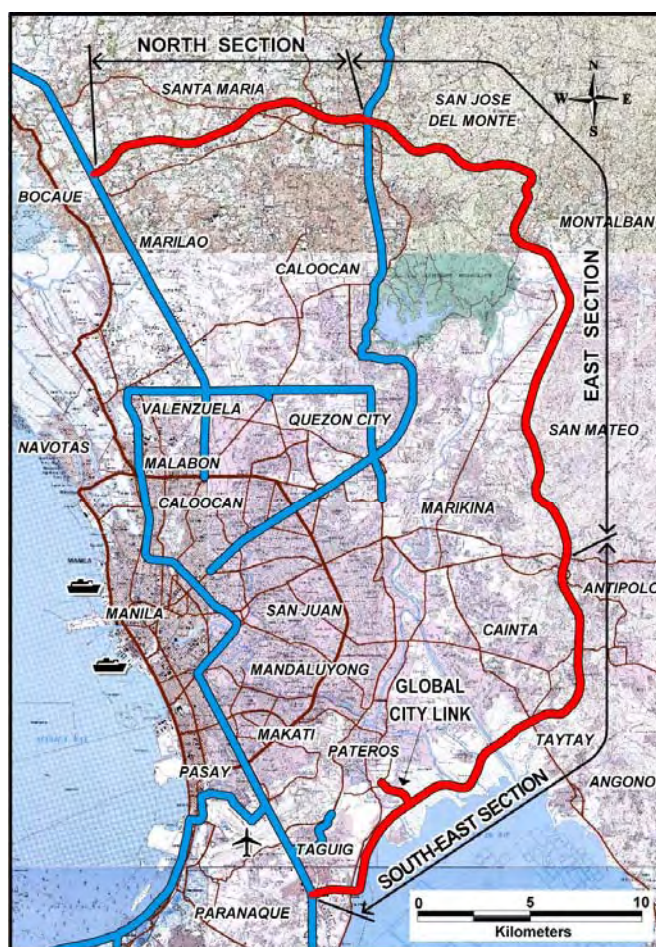 NORTH SECTION
SANTA MARIA
SAN JOSE
DEL MONTE
N
W
E
S
BOCAUE
MARILAO
MONTALBAN
CALOOCAN
EAST SECTION
VALENZUELA
QUEZON CITY
NAVOTAS
SAN MATEO
MALABON
CALOOCAN
MARIKINA
ANTIPOLO
MANILA
SAN JUAN
CAINTA
MANDALUYONG
GLOBAL
CITY LINK
MAKATI
PATEROS
TAYTAY
PASAY
ANGONO
SOUTH-EAST SECTION
TAGUIG
PARANAQUE
0 5 10
Kilometers